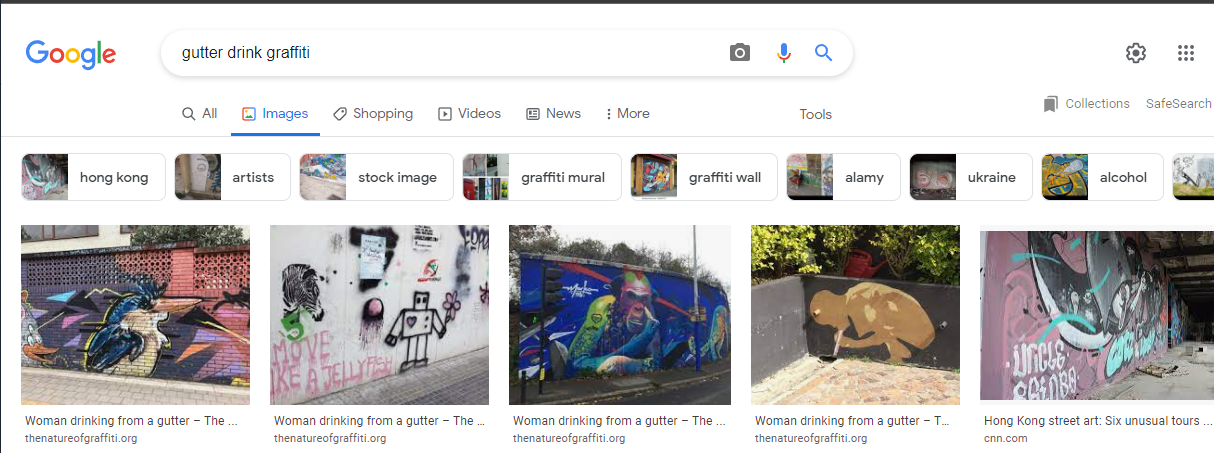 Google
gutter drink graffiti
All
Images
Shopping
Videos
News
More
Tools
Collections
SafeSearch
hong kong
artists
stock image
graffiti mural
graffiti wall
alamy
ukraine
alcohol
MOVE
LIKE A JELLYFISH
UNCLE
Woman drinking from a gutter – The ...
thenatureofgraffiti.org
Woman drinking from a gutter – The ...
thenatureofgraffiti.org
Woman drinking from a gutter – The ...
thenatureofgraffiti.org
Woman drinking from a gutter – T...
thenatureofgraffiti.org
Hong Kong street art: Six unusual tours ...
cnn.com